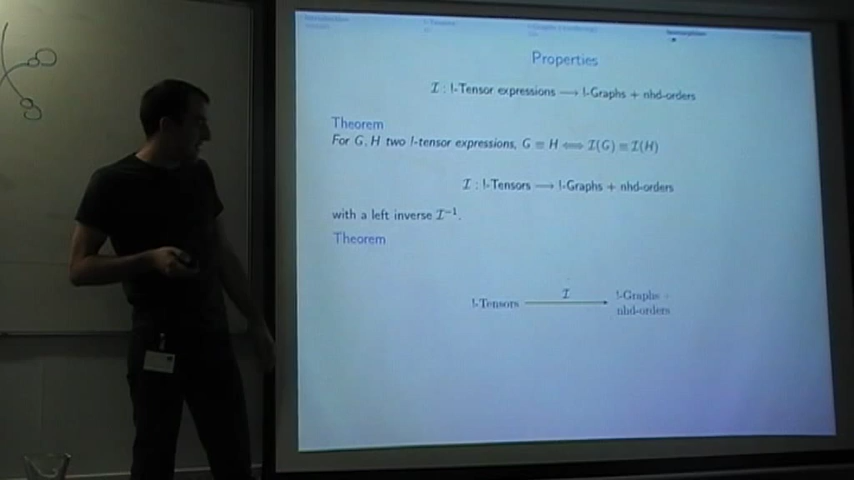 Properties
ℐ : !-Tensor expressions ⟶ !-Graphs + nhd-orders
Theorem
For G, H two !-tensor expressions, G ≡ H ⟺ ℐ(G) ≡ ℐ(H)
ℐ : !-Tensors ⟶ !-Graphs + nhd-orders
with a left inverse ℐ⁻¹.
Theorem
ℐ
!-Tensors ⟶ !-Graphs +
nhd-orders